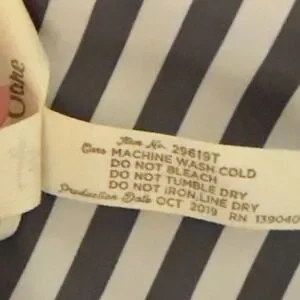 Care
Item No. 29619T
Care MACHINE WASH COLD
DO NOT BLEACH
DO NOT TUMBLE DRY
DO NOT IRON,LINE DRY
Production Date OCT 2019 RN 139040